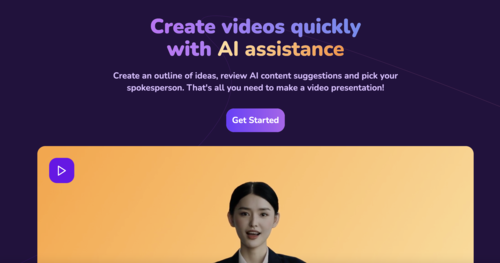 Create videos quickly
with AI assistance
Create an outline of ideas, review AI content suggestions and pick your
spokesperson. That's all you need to make a video presentation!
Get Started